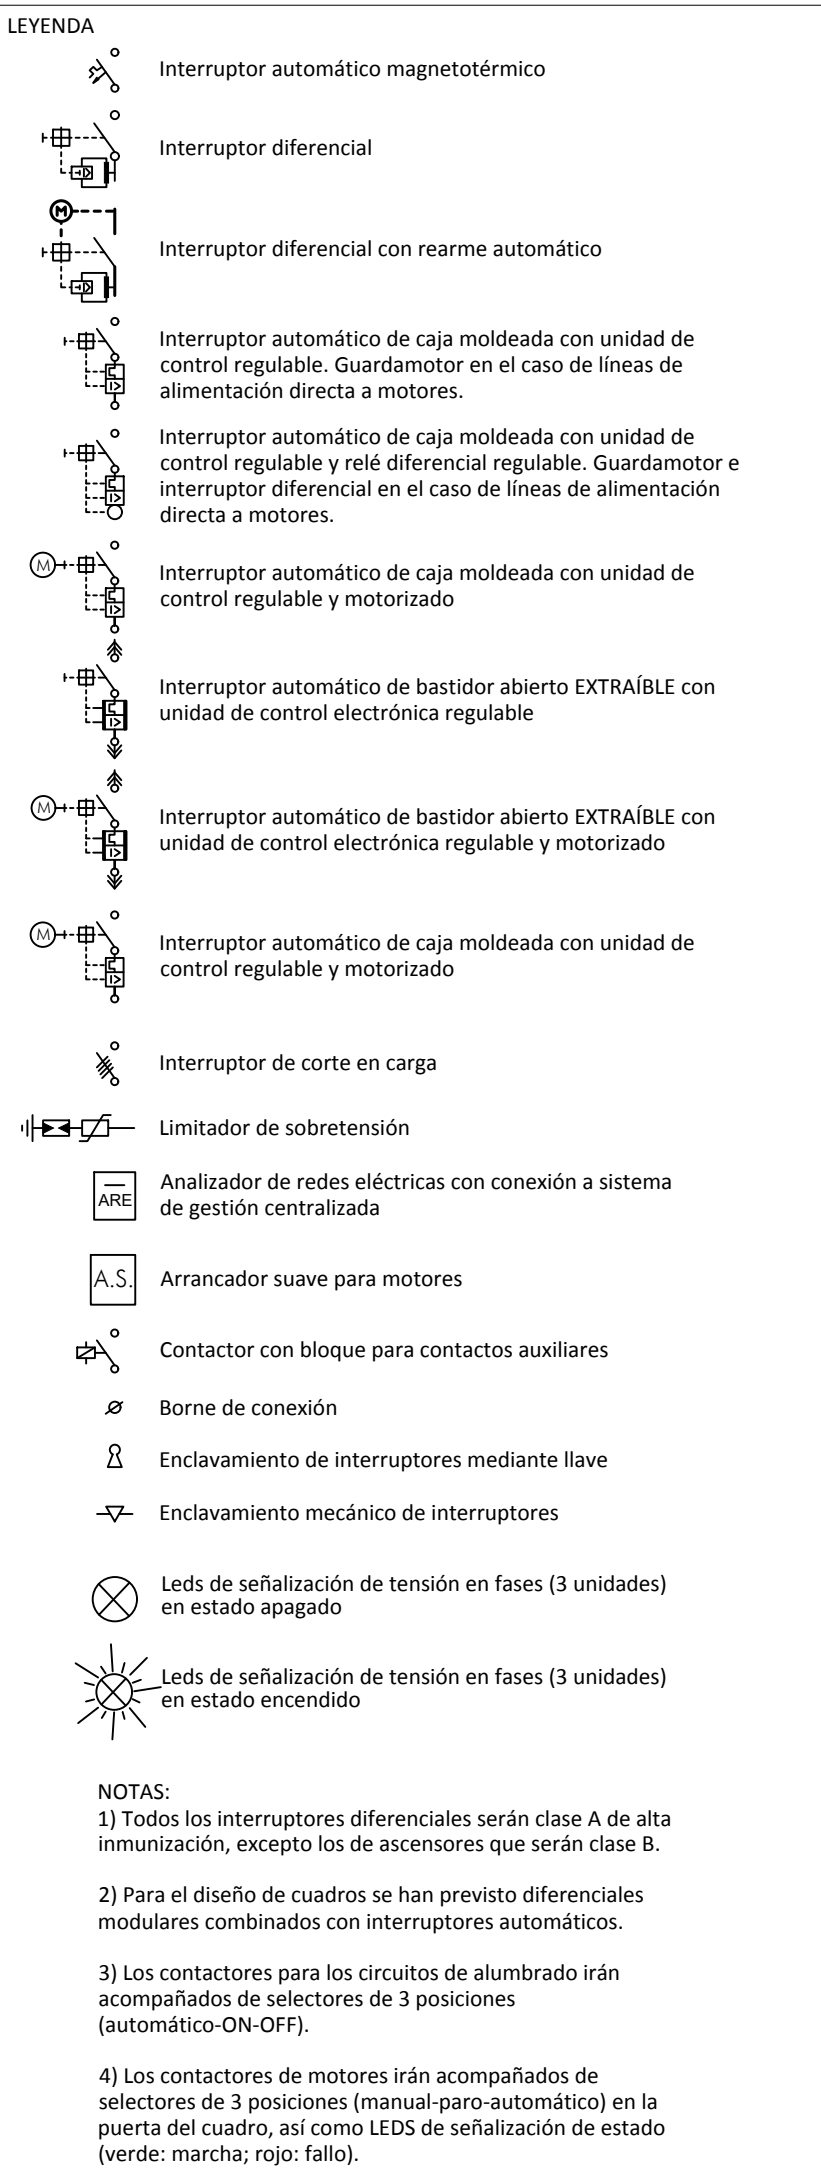 LEYENDA
Interruptor automático magnetotérmico
Interruptor diferencial
M
Interruptor diferencial con rearme automático
Interruptor automático de caja moldeada con unidad de
control regulable. Guardamotor en el caso de líneas de
alimentación directa a motores.
Interruptor automático de caja moldeada con unidad de
control regulable y relé diferencial regulable. Guardamotor e
interruptor diferencial en el caso de líneas de alimentación
directa a motores.
M
Interruptor automático de caja moldeada con unidad de
control regulable y motorizado
Interruptor automático de bastidor abierto EXTRAÍBLE con
unidad de control electrónica regulable
M
Interruptor automático de bastidor abierto EXTRAÍBLE con
unidad de control electrónica regulable y motorizado
M
Interruptor automático de caja moldeada con unidad de
control regulable y motorizado
Interruptor de corte en carga
Limitador de sobretensión
ARE
Analizador de redes eléctricas con conexión a sistema
de gestión centralizada
A.S.
Arrancador suave para motores
Contactor con bloque para contactos auxiliares
Borne de conexión
Enclavamiento de interruptores mediante llave
Enclavamiento mecánico de interruptores
Leds de señalización de tensión en fases (3 unidades)
en estado apagado
Leds de señalización de tensión en fases (3 unidades)
en estado encendido
NOTAS:
1) Todos los interruptores diferenciales serán clase A de alta
inmunización, excepto los de ascensores que serán clase B.
2) Para el diseño de cuadros se han previsto diferenciales
modulares combinados con interruptores automáticos.
3) Los contactores para los circuitos de alumbrado irán
acompañados de selectores de 3 posiciones
(automático-ON-OFF).
4) Los contactores de motores irán acompañados de
selectores de 3 posiciones (manual-paro-automático) en la
puerta del cuadro, así como LEDS de señalización de estado
(verde: marcha; rojo: fallo).